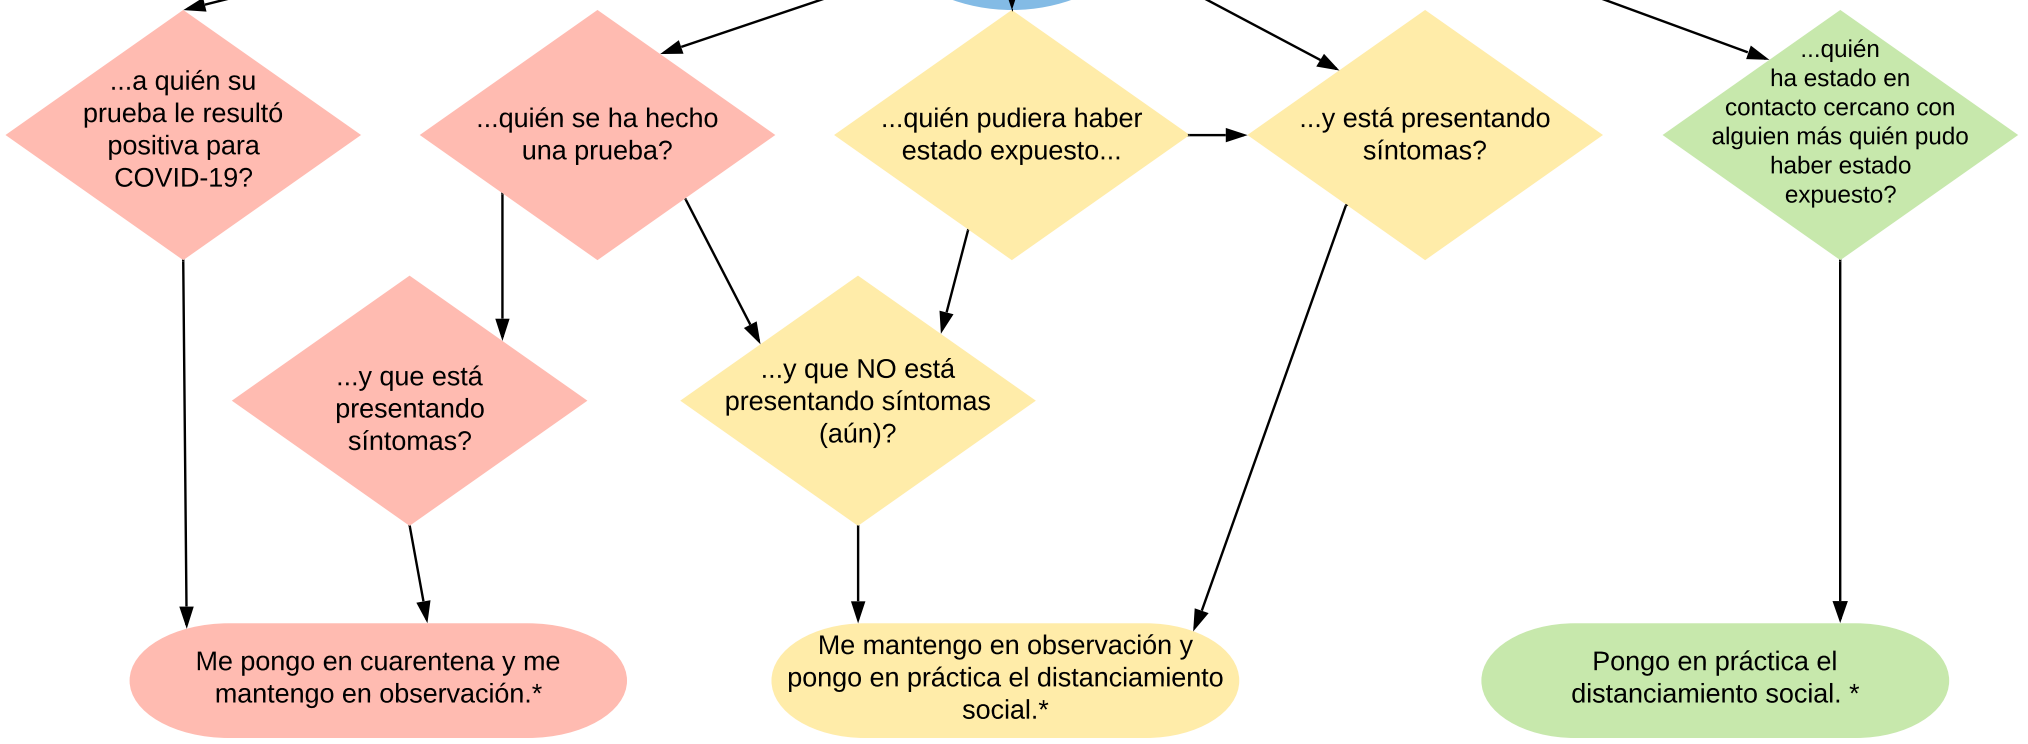 ...a quién su
prueba le resultó
positiva para
COVID-19?
...quién se ha hecho
una prueba?
...quién pudiera haber
estado expuesto...
...y está presentando
síntomas?
...quién
ha estado en
contacto cercano con
alguien más quién pudo
haber estado
expuesto?
...y que está
presentando
síntomas?
...y que NO está
presentando síntomas
(aún)?
Me pongo en cuarentena y me
mantengo en observación.*
Me mantengo en observación y
pongo en práctica el distanciamiento
social.*
Pongo en práctica el
distanciamiento social. *